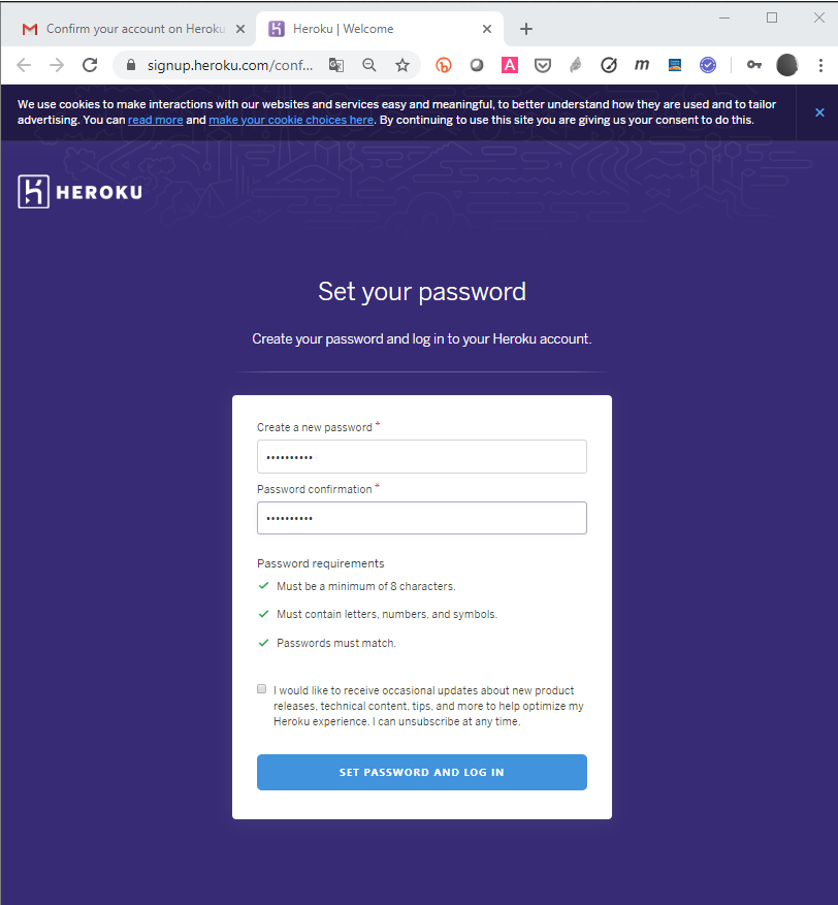 Confirm your account on Heroku
Heroku | Welcome
signup.heroku.com/conf...
We use cookies to make interactions with our websites and services easy and meaningful, to better understand how they are used and to tailor
advertising. You can read more and make your cookie choices here. By continuing to use this site you are giving us your consent to do this.
HEROKU
Set your password
Create your password and log in to your Heroku account.
Create a new password *
••••••••••
Password confirmation *
••••••••••
Password requirements
Must be a minimum of 8 characters.
Must contain letters, numbers, and symbols.
Passwords must match.
I would like to receive occasional updates about new product
releases, technical content, tips, and more to help optimize my
Heroku experience. I can unsubscribe at any time.
SET PASSWORD AND LOG IN